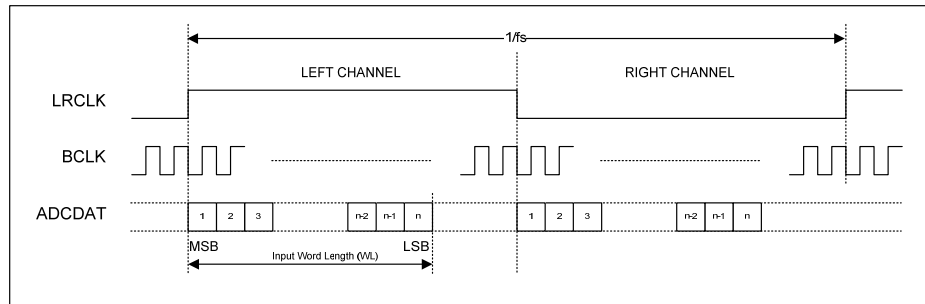 1/fs
LEFT CHANNEL RIGHT CHANNEL
LRCLK
BCLK
ADCDAT 1 2 3 n-2 n-1 n 1 2 3 n-2 n-1 n
MSB LSB
Input Word Length (WL)